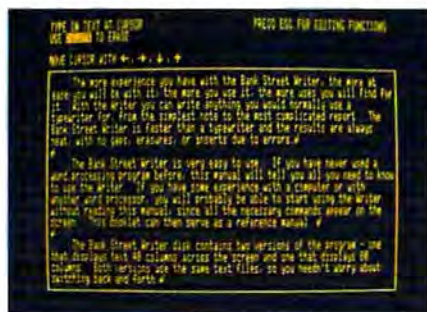 TYPE IN TEXT AT CURSOR PRESS ESC FOR EDITING FUNCTIONS
USE TO ERASE
MOVE CURSOR WITH ←, →, ↓, ↑
The more experience you have with the Bank Street Writer, the more at
ease you will be with it; the more you use it, the more uses you will find for
it. With the Writer you can write anything you would normally use a
typewriter for, from the simplest note to the most complicated report. The
Bank Street Writer is faster than a typewriter and the results are always
neat, with no gaps, erasures, or inserts due to errors.#
#
The Bank Street Writer is very easy to use. If you have never used a
word processing program before, this manual will tell you all you need to know
to use the Writer. If you have some experience with a computer or with
another word processor, you will probably be able to start using the Writer
without reading this manual, since all the necessary commands appear on the
screen. This booklet can then serve as a reference manual. #
#
The Bank Street Writer disk contains two versions of the program - one
that displays text 40 columns across the screen and one that displays 80
columns. Both versions use the same text files, so you needn't worry about
switching back and forth.#